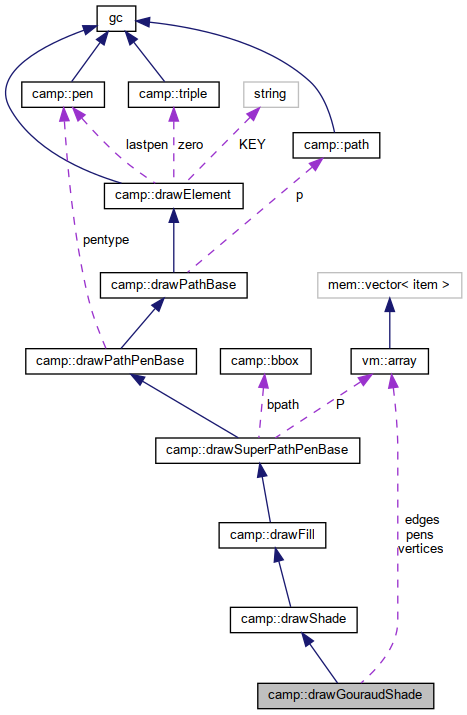 gc
camp::pen
camp::triple
string
lastpen
zero
KEY
camp::path
camp::drawElement
p
pentype
camp::drawPathBase
mem::vector< item >
camp::drawPathPenBase
camp::bbox
vm::array
bpath
P
camp::drawSuperPathPenBase
edges
pens
vertices
camp::drawFill
camp::drawShade
camp::drawGouraudShade